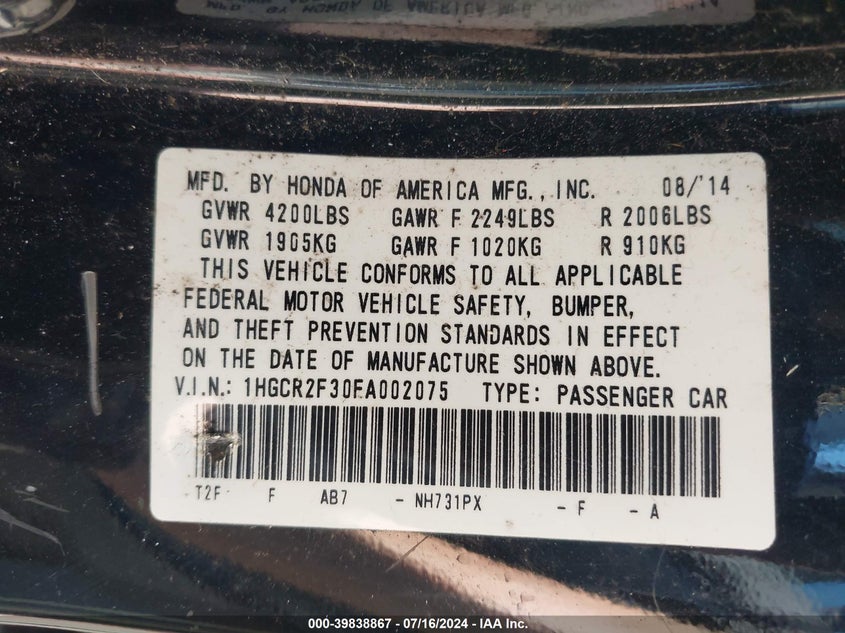 MFD. BY HONDA OF AMERICA MFG., INC. 08/'14
GVWR 4200LBS GAWR F 2249LBS R 2006LBS
GVWR 1905KG GAWR F 1020KG R 910KG
THIS VEHICLE CONFORMS TO ALL APPLICABLE
FEDERAL MOTOR VEHICLE SAFETY, BUMPER,
AND THEFT PREVENTION STANDARDS IN EFFECT
ON THE DATE OF MANUFACTURE SHOWN ABOVE.
V.I.N.: 1HGCR2F30FA002075 TYPE: PASSENGER CAR
T2F F AB7 - NH731PX - F - A
000-39838867 - 07/16/2024 - IAA Inc.